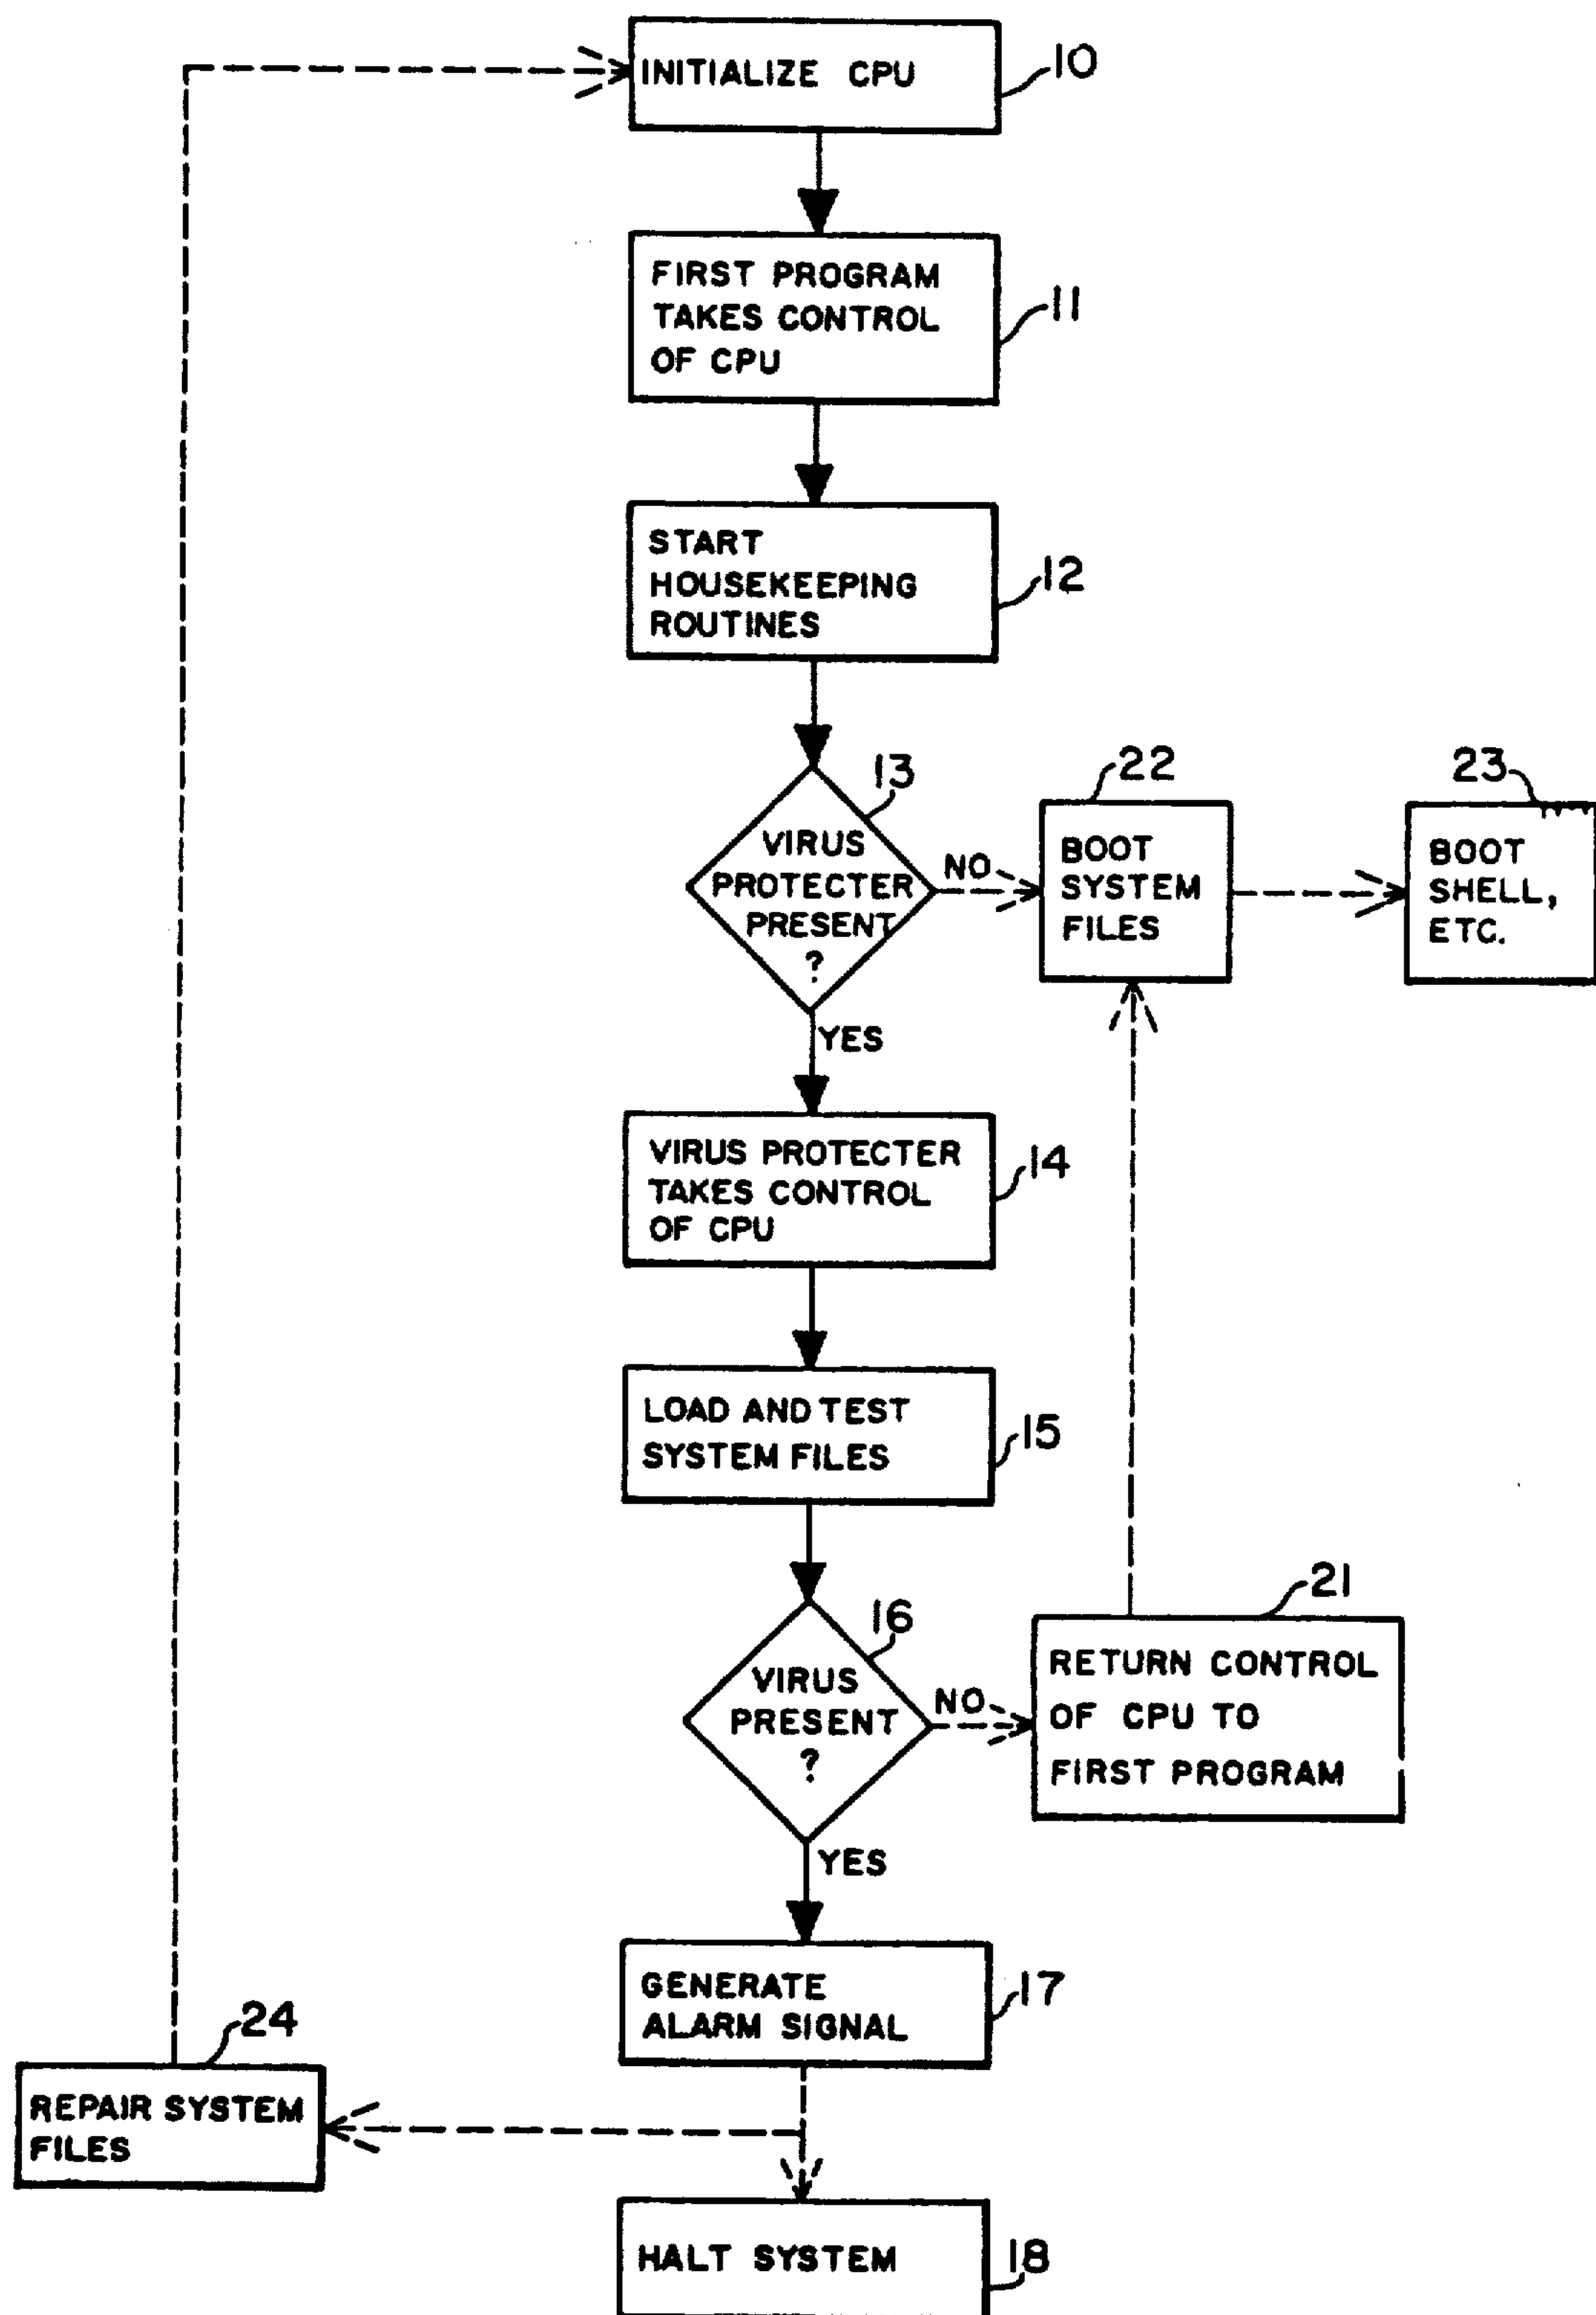 INITIALIZE CPU
10
FIRST PROGRAM
TAKES CONTROL
OF CPU
11
START
HOUSEKEEPING
ROUTINES
12
13
VIRUS
PROTECTER
PRESENT
?
NO
YES
22
BOOT
SYSTEM
FILES
23
BOOT
SHELL,
ETC.
VIRUS PROTECTER
TAKES CONTROL
OF CPU
14
LOAD AND TEST
SYSTEM FILES
15
16
VIRUS
PRESENT
?
NO
YES
21
RETURN CONTROL
OF CPU TO
FIRST PROGRAM
GENERATE
ALARM SIGNAL
17
24
REPAIR SYSTEM
FILES
HALT SYSTEM
18